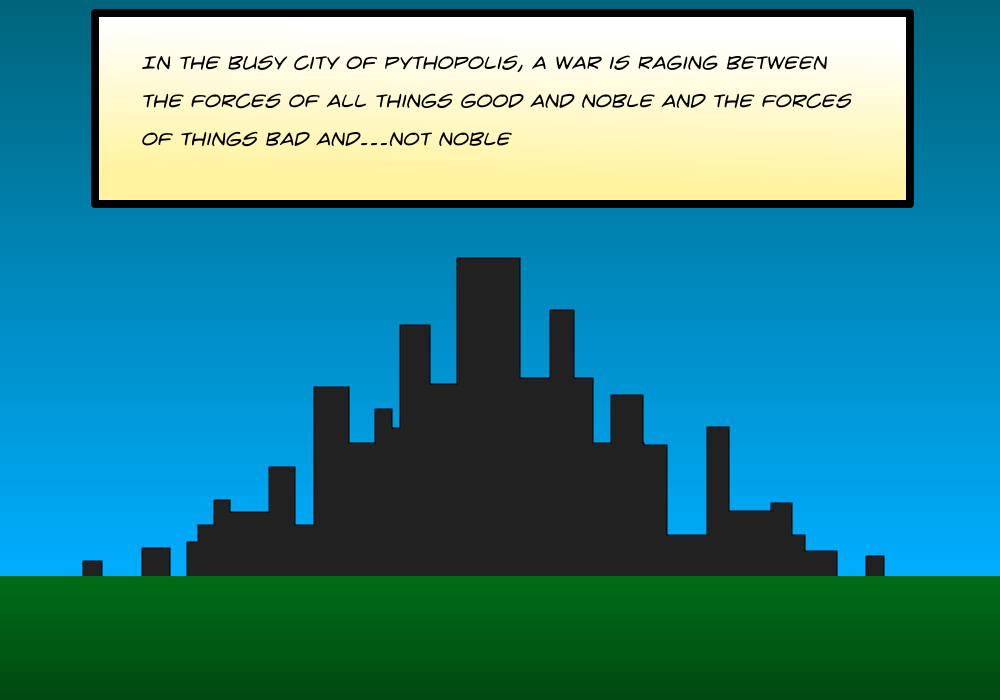 IN THE BUSY CITY OF PYTHOPOLIS, A WAR IS RAGING BETWEEN
THE FORCES OF ALL THINGS GOOD AND NOBLE AND THE FORCES
OF THINGS BAD AND...NOT NOBLE